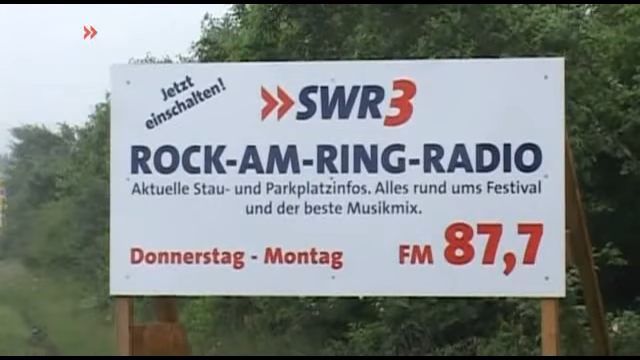 Jetzt
einschalten!
SWR3
ROCK-AM-RING-RADIO
Aktuelle Stau- und Parkplatzinfos. Alles rund ums Festival
und der beste Musikmix.
Donnerstag - Montag FM 87,7